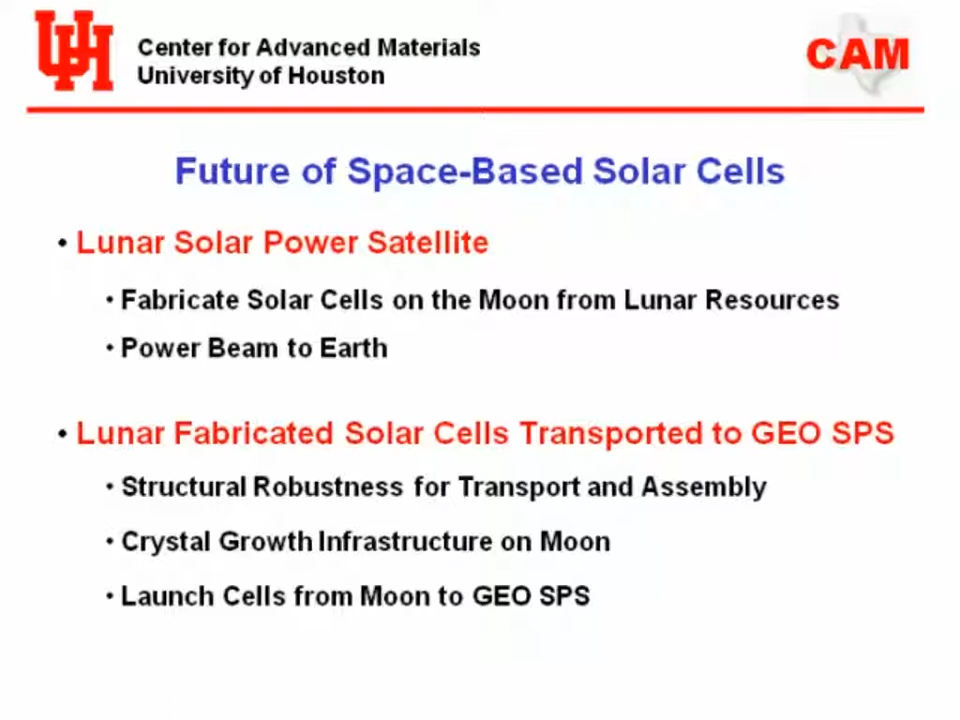 UH
Center for Advanced Materials
University of Houston
CAM
Future of Space-Based Solar Cells
• Lunar Solar Power Satellite
• Fabricate Solar Cells on the Moon from Lunar Resources
• Power Beam to Earth
• Lunar Fabricated Solar Cells Transported to GEO SPS
• Structural Robustness for Transport and Assembly
• Crystal Growth Infrastructure on Moon
• Launch Cells from Moon to GEO SPS